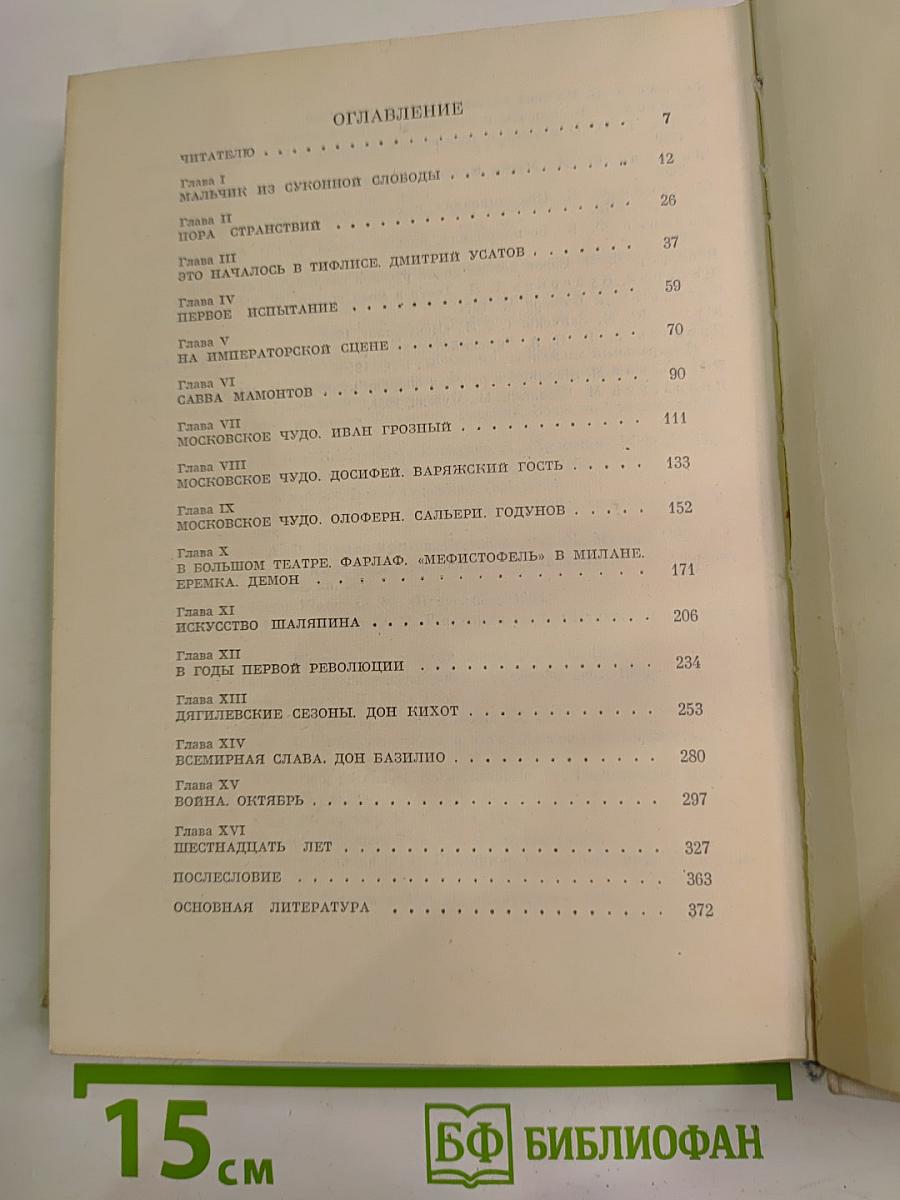 ОГЛАВЛЕНИЕ
ЧИТАТЕЛЮ . . . . . . . . . . . . . . . . . . . . 7
Глава I
МАЛЬЧИК ИЗ СУКОННОЙ СЛОБОДЫ . . . . . . . . . . 12
Глава II
ПОРА СТРАНСТВИЙ . . . . . . . . . . . . . . . . 26
Глава III
ЭТО НАЧАЛОСЬ В ТИФЛИСЕ. ДМИТРИЙ УСАТОВ . . . . . . . 37
Глава IV
ПЕРВОЕ ИСПЫТАНИЕ . . . . . . . . . . . . . . . 59
Глава V
НА ИМПЕРАТОРСКОЙ СЦЕНЕ . . . . . . . . . . . . . 70
Глава VI
САВВА МАМОНТОВ . . . . . . . . . . . . . . . . 90
Глава VII
МОСКОВСКОЕ ЧУДО. ИВАН ГРОЗНЫЙ . . . . . . . . . . 111
Глава VIII
МОСКОВСКОЕ ЧУДО. ДОСИФЕЙ. ВАРЯЖСКИЙ ГОСТЬ . . . . . 133
Глава IX
МОСКОВСКОЕ ЧУДО. ОЛОФЕРН. САЛЬЕРИ. ГОДУНОВ . . . . . 152
Глава X
В БОЛЬШОМ ТЕАТРЕ. ФАРЛАФ. «МЕФИСТОФЕЛЬ» В МИЛАНЕ.
ЕРЕМКА. ДЕМОН . . . . . . . . . . . . . . . . 171
Глава XI
ИСКУССТВО ШАЛЯПИНА . . . . . . . . . . . . . . . 206
Глава XII
В ГОДЫ ПЕРВОЙ РЕВОЛЮЦИИ . . . . . . . . . . . . . 234
Глава XIII
ДЯГИЛЕВСКИЕ СЕЗОНЫ. ДОН КИХОТ . . . . . . . . . . . 253
Глава XIV
ВСЕМИРНАЯ СЛАВА. ДОН БАЗИЛИО . . . . . . . . . . . . 280
Глава XV
ВОЙНА. ОКТЯБРЬ . . . . . . . . . . . . . . . . . 297
Глава XVI
ШЕСТНАДЦАТЬ ЛЕТ . . . . . . . . . . . . . . . . 327
ПОСЛЕСЛОВИЕ . . . . . . . . . . . . . . . . . . 363
ОСНОВНАЯ ЛИТЕРАТУРА . . . . . . . . . . . . . . 372
15 см
БФ БИБЛИОФАН